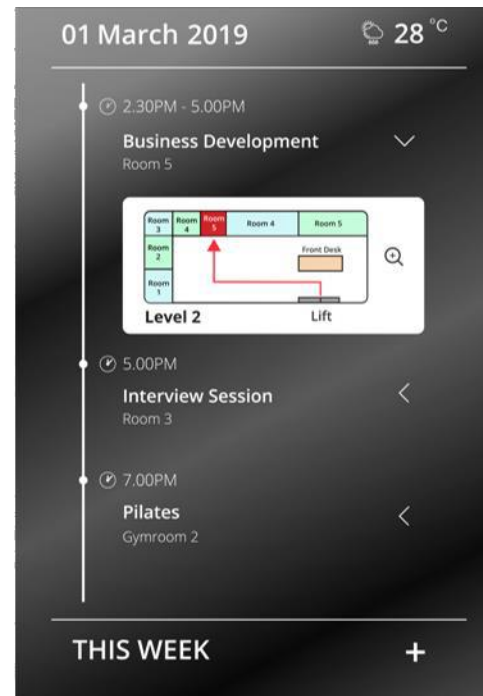 01 March 2019
28 °C
2.30PM - 5.00PM
Business Development
Room 5
Room 3
Room 4
Room 5
Room 4
Room 5
Room 2
Front Desk
Room 1
Level 2
Lift
5.00PM
Interview Session
Room 3
7.00PM
Pilates
Gymroom 2
THIS WEEK
+